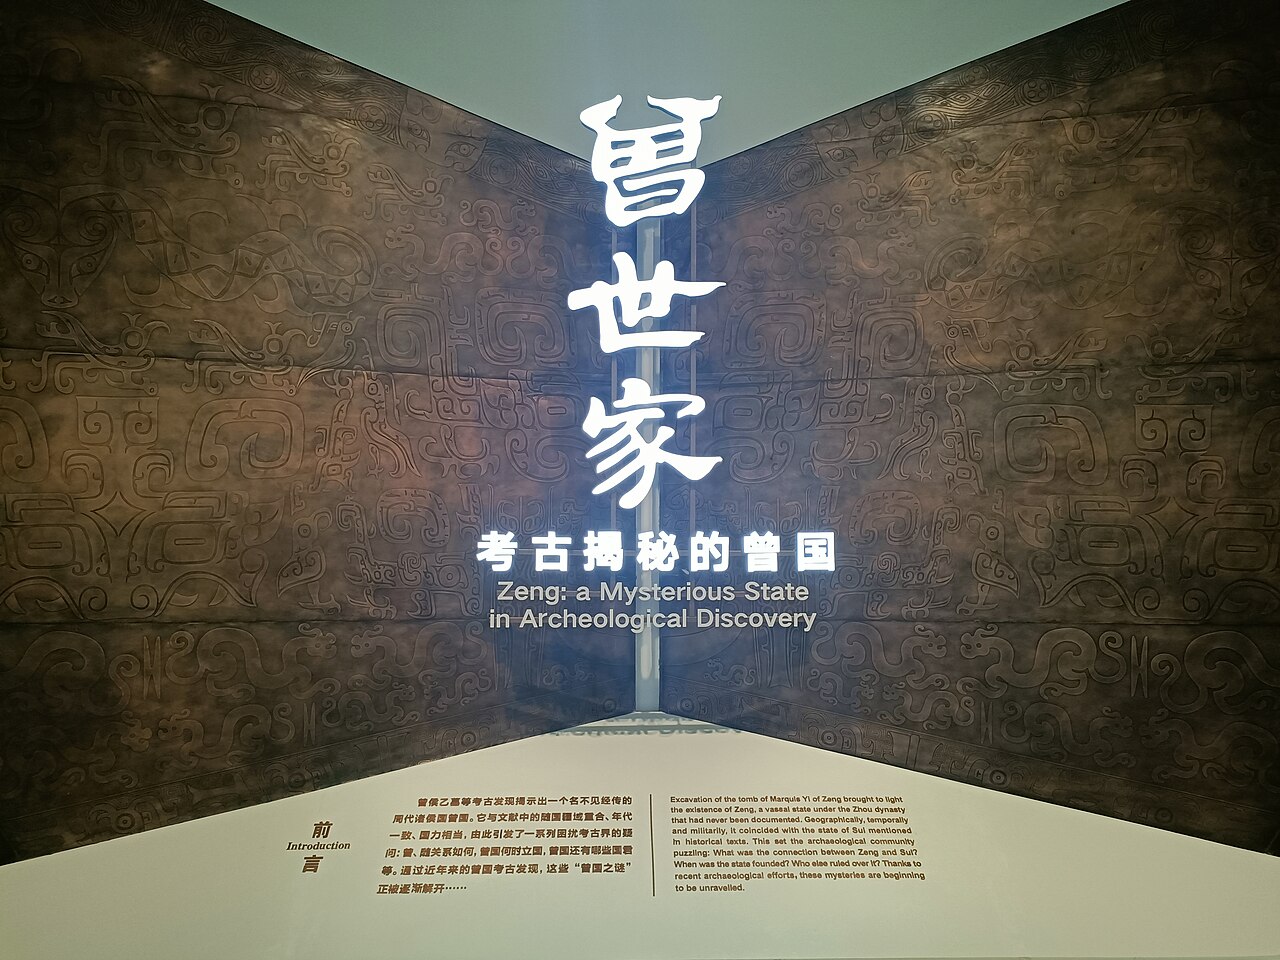 曾世家
考古揭秘的曾国
Zeng: a Mysterious State
in Archeological Discovery
前言
Introduction
曾侯乙墓等考古发现揭示出一个名不见经传的
周代诸侯国曾国。它与文献中的随国疆域重合、年代
一致、国力相当，由此引发了一系列困扰考古界的疑
问：曾、随关系如何，曾国何时立国，曾国还有哪些国君
等。通过近年来的曾国考古发现，这些“曾国之谜”
正被逐渐解开……
Excavation of the tomb of Marquis Yi of Zeng brought to light
the existence of Zeng, a vassal state under the Zhou dynasty
that had never been documented. Geographically, temporally
and militarily, it coincided with the state of Sui mentioned
in historical texts. This set the archaeological community
puzzling: What was the connection between Zeng and Sui?
When was the state founded? Who else ruled over it? Thanks to
recent archaeological efforts, these mysteries are beginning
to be unravelled.